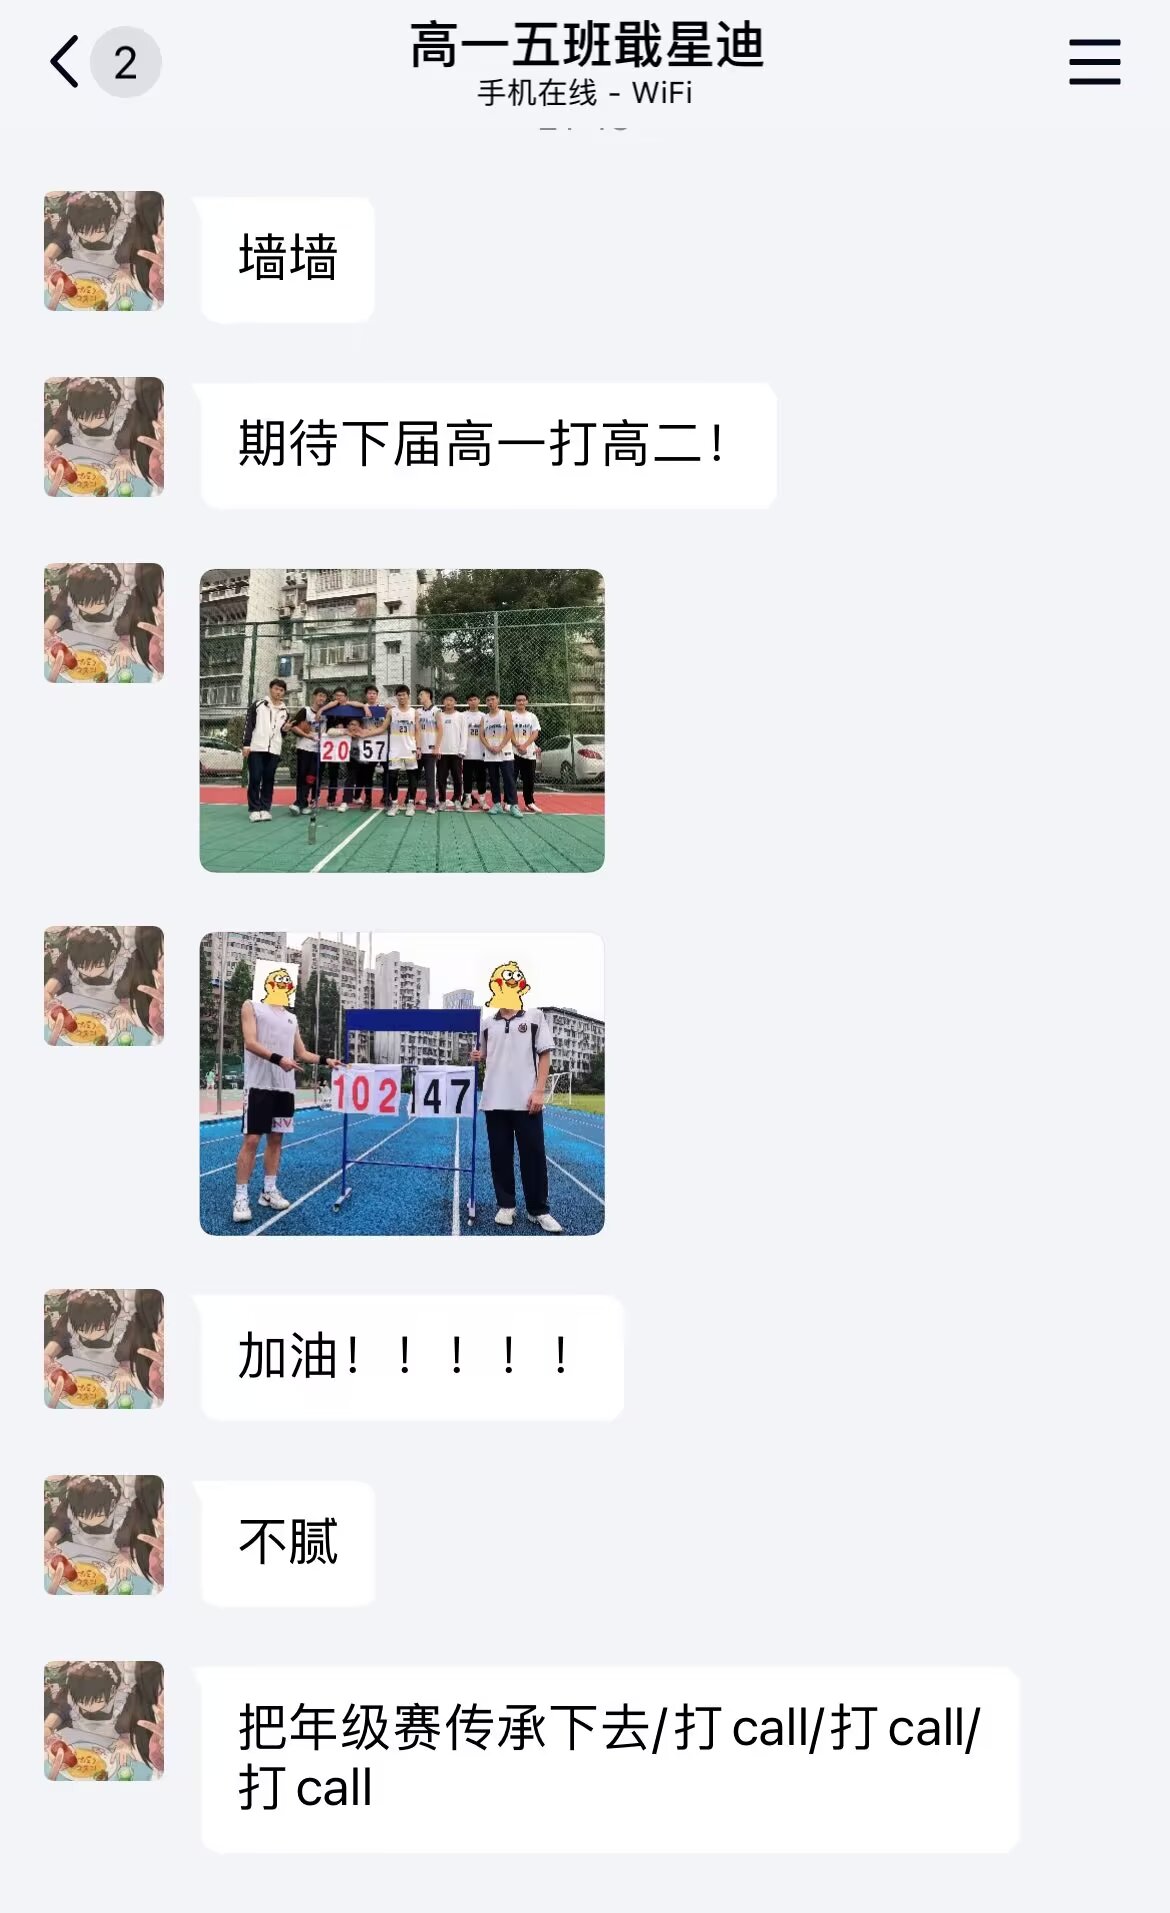 2
高一五班戢星迪
手机在线 - WiFi
墙墙
期待下届高一打高二!
20 57
102 47
加油！！！！！
不腻
把年级赛传承下去/打call/打call/
打call